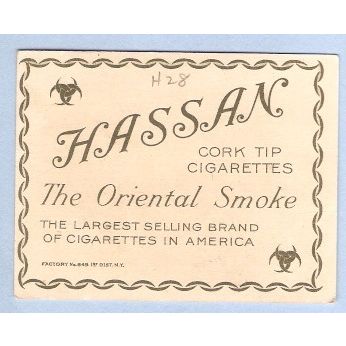 H28
HASSAN
CORK TIP
CIGARETTES
The Oriental Smoke
THE LARGEST SELLING BRAND
OF CIGARETTES IN AMERICA
FACTORY No. 649. 1ST DIST. N.Y.